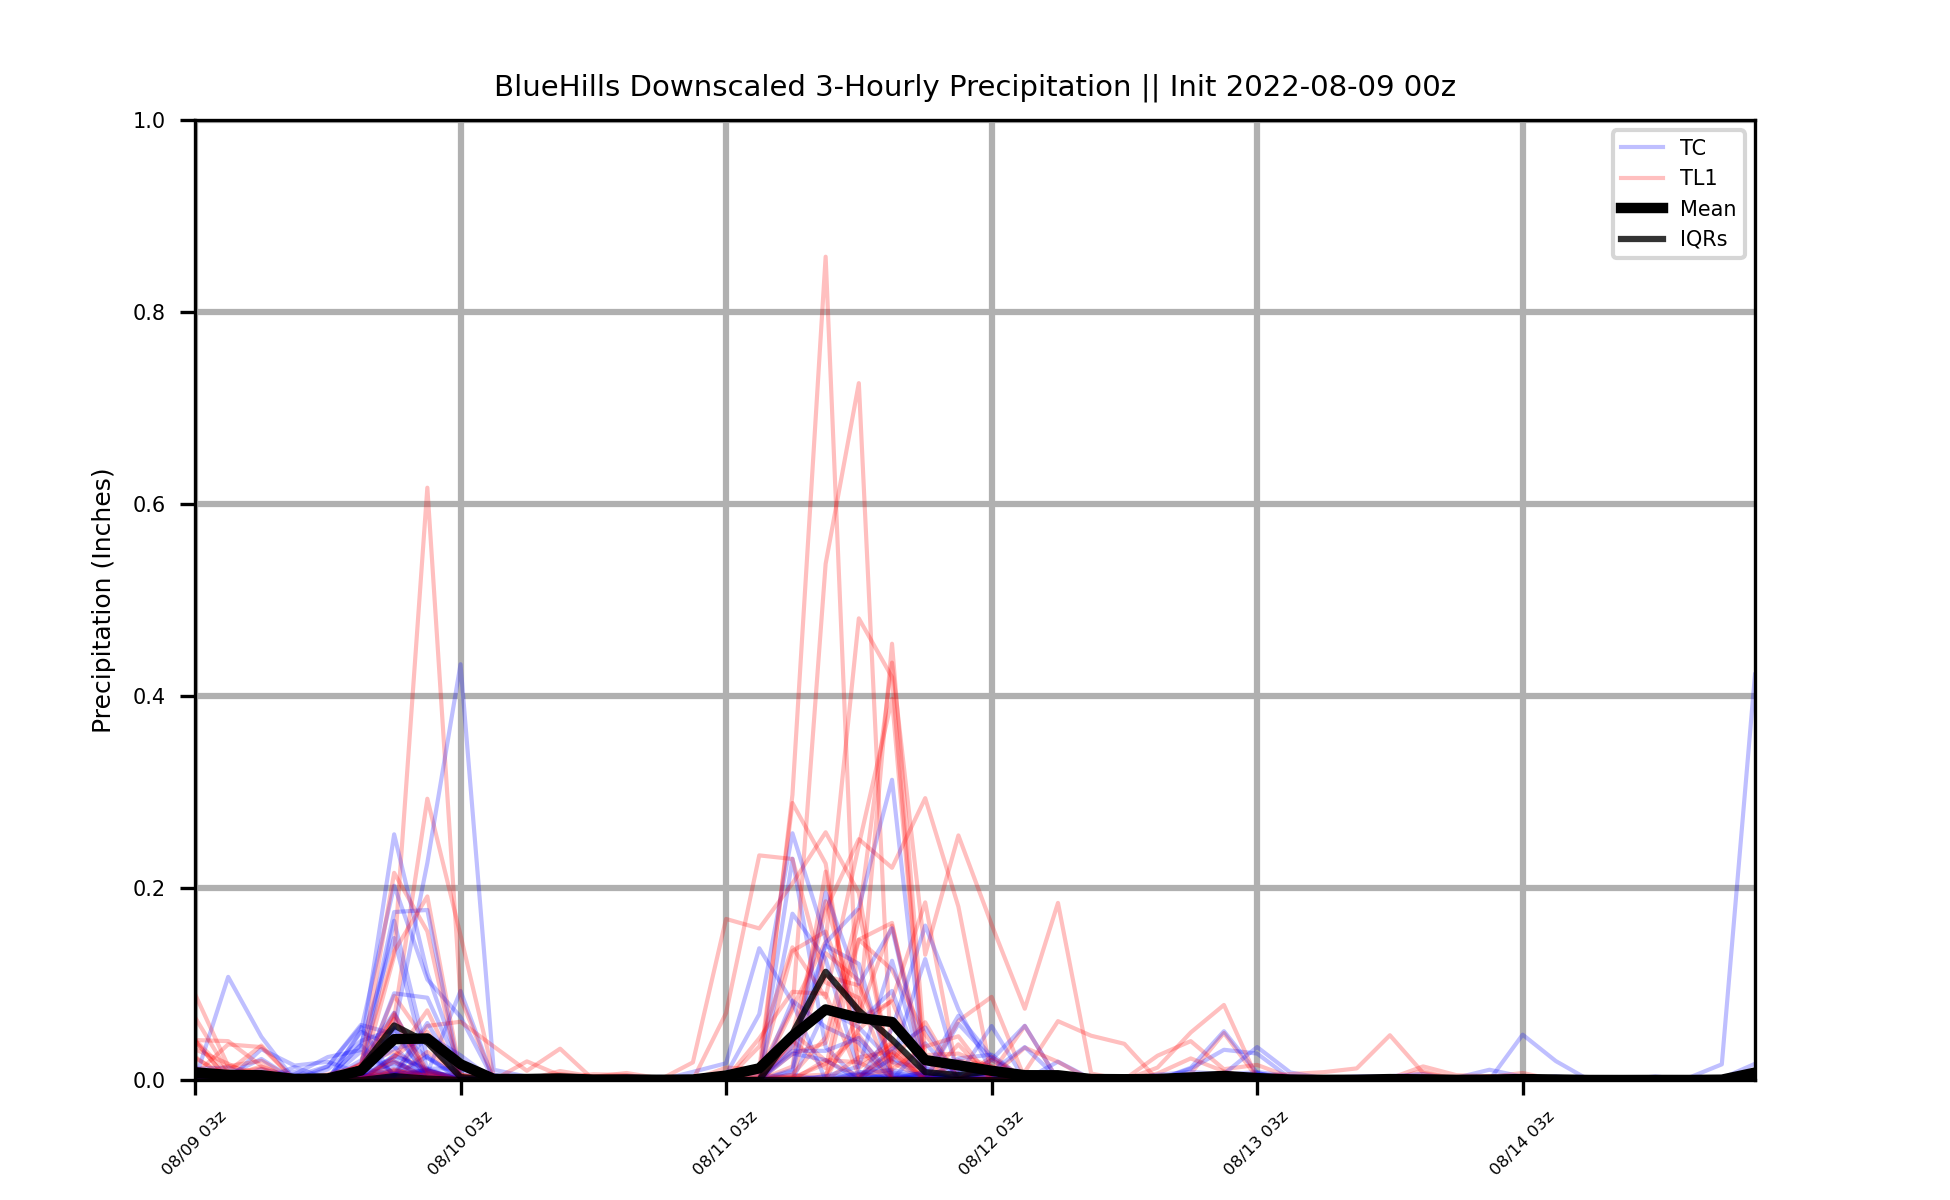 BlueHills Downscaled 3-Hourly Precipitation || Init 2022-08-09 00z
TC
TL1
Mean
IQRs
Precipitation (Inches)
1.0
0.8
0.6
0.4
0.2
0.0
08/09 03z
08/10 03z
08/11 03z
08/12 03z
08/13 03z
08/14 03z